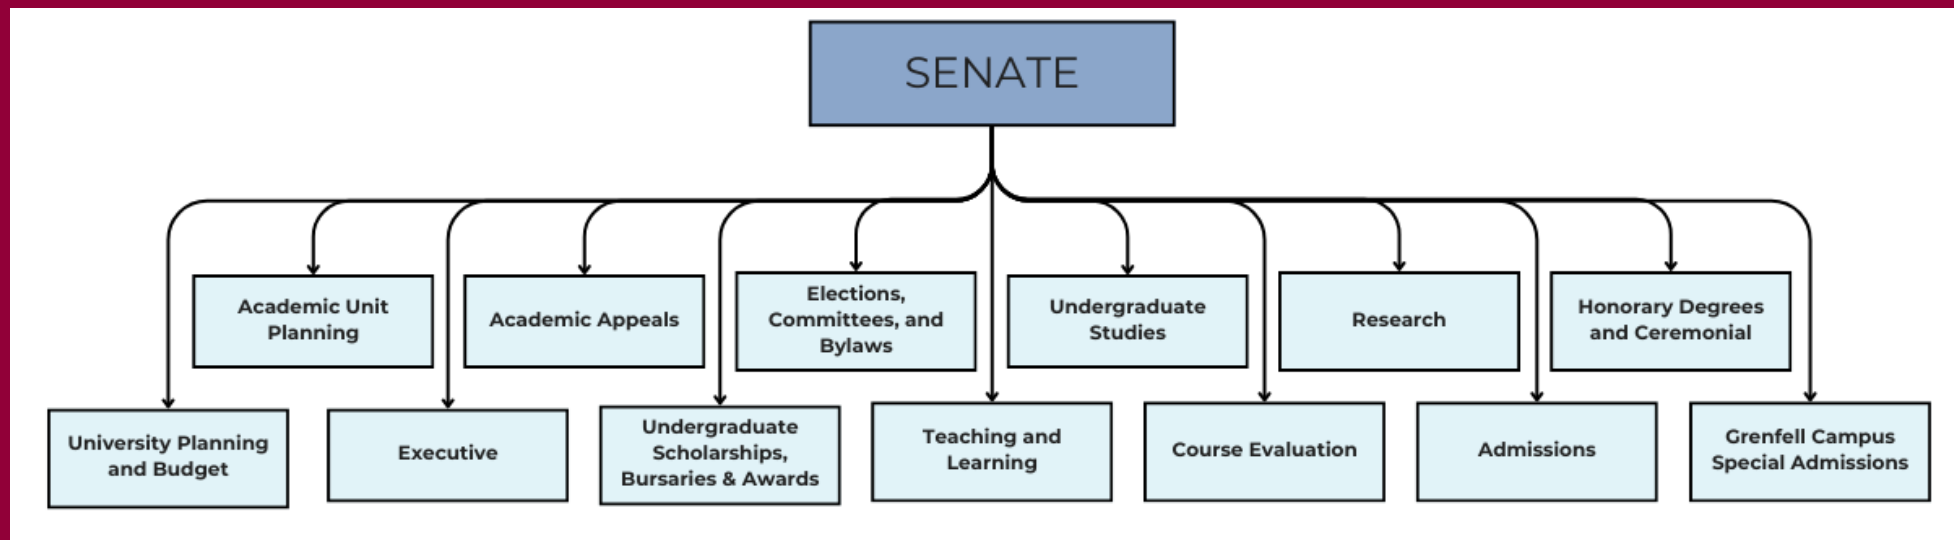 SENATE
Academic Unit
Planning
Academic Appeals
Elections,
Committees, and
Bylaws
Undergraduate
Studies
Research
Honorary Degrees
and Ceremonial
University Planning
and Budget
Executive
Undergraduate
Scholarships,
Bursaries & Awards
Teaching and
Learning
Course Evaluation
Admissions
Grenfell Campus
Special Admissions